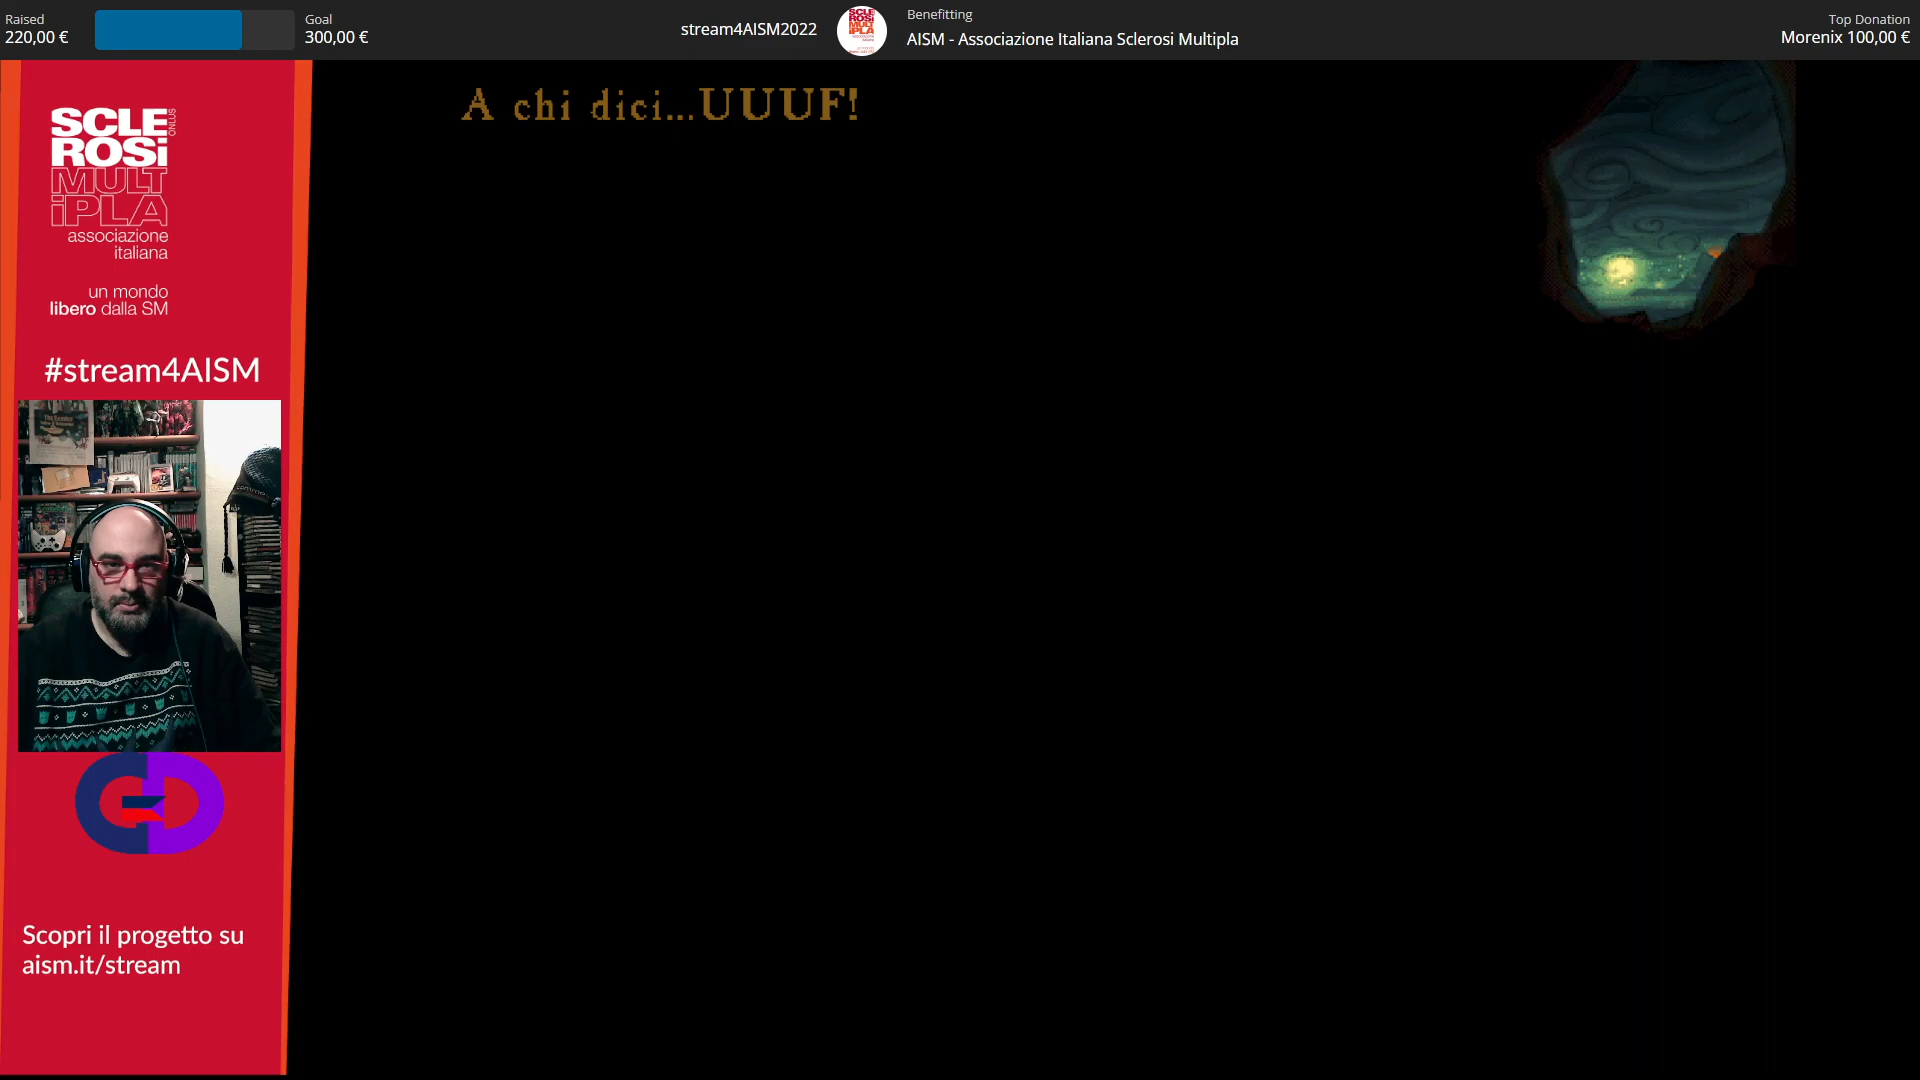 Raised
220,00 €
Goal
300,00 €
stream4AISM2022
Benefitting
AISM - Associazione Italiana Sclerosi Multipla
Top Donation
Morenix 100,00 €
A chi dici...UUUF!
SCLE
ROSi
MULT
iPLA
ONLUS
associazione
italiana
un mondo
libero dalla SM
#stream4AISM
Scopri il progetto su
aism.it/stream